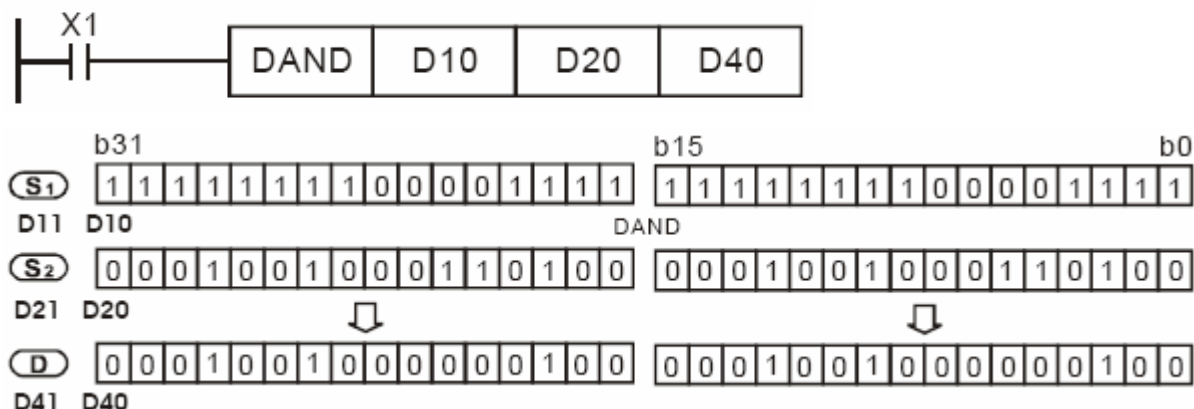 X1
DAND D10 D20 D40
b31 b15 b0
S1 1 1 1 1 1 1 1 1 0 0 0 0 1 1 1 1 1 1 1 1 1 1 1 1 0 0 0 0 1 1 1 1
D11 D10 DAND
S2 0 0 0 1 0 0 1 0 0 0 1 1 0 1 0 0 0 0 0 1 0 0 1 0 0 0 1 1 0 1 0 0
D21 D20
D 0 0 0 1 0 0 1 0 0 0 0 0 0 1 0 0 0 0 0 1 0 0 1 0 0 0 0 0 0 1 0 0
D41 D40